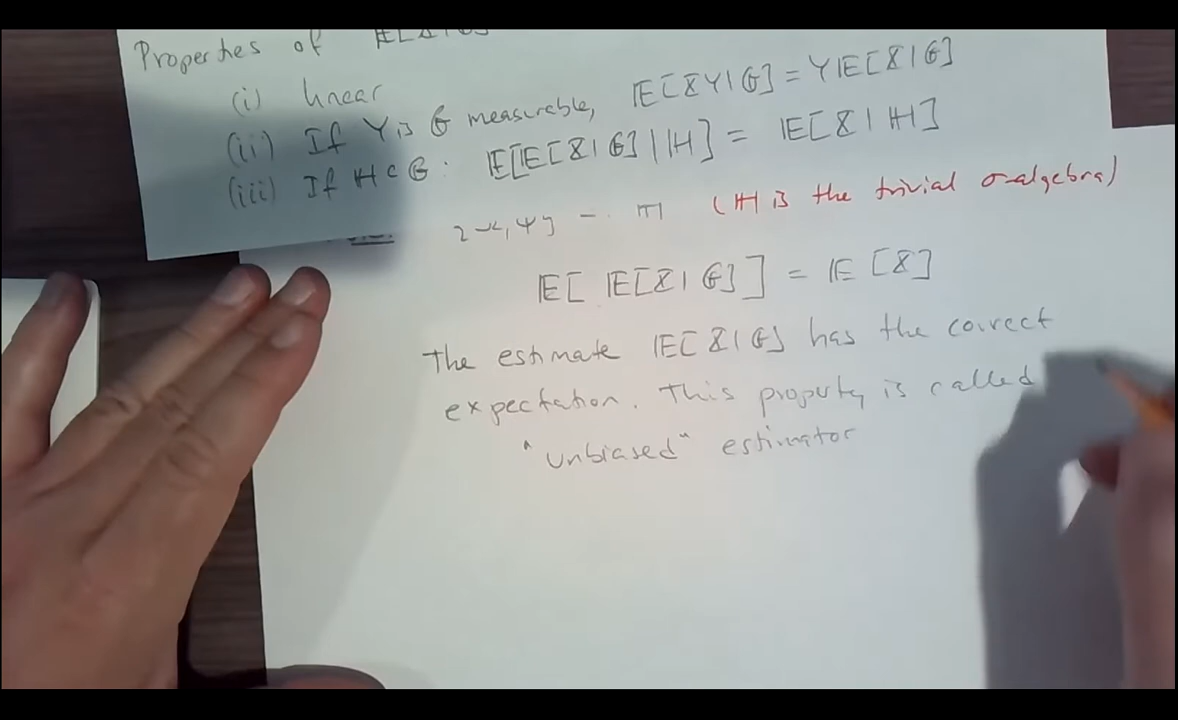 Properties of
(i) linear
(ii) If Y is G measurable, E[XY|G] = YE[X|G]
(iii) If H⊂G: E[E[X|G]|H] = E[X|H]
(H is the trivial σ-algebra)
E[ E[X|G] ] = E[X]
The estimate E[X|G] has the correct
expectation. This property is called
"unbiased" estimator